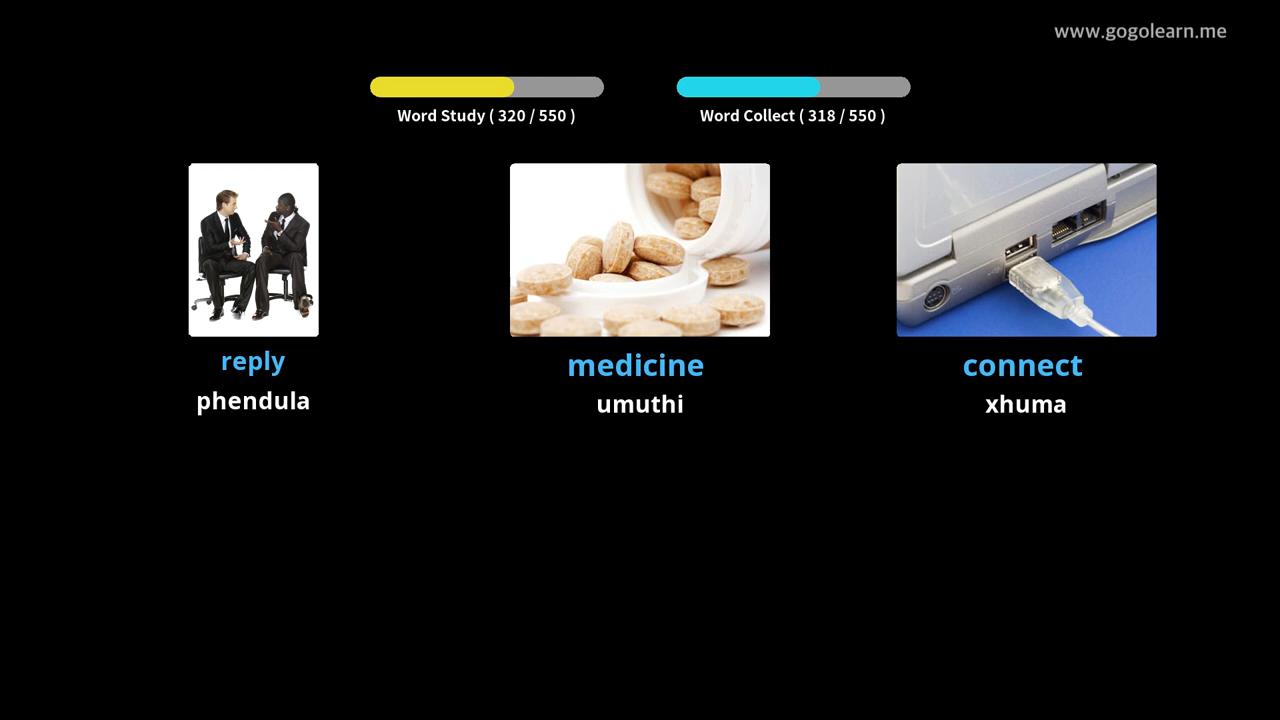 www.gogolearn.me
Word Study ( 320 / 550 )
Word Collect ( 318 / 550 )
reply
phendula
medicine
umuthi
connect
xhuma